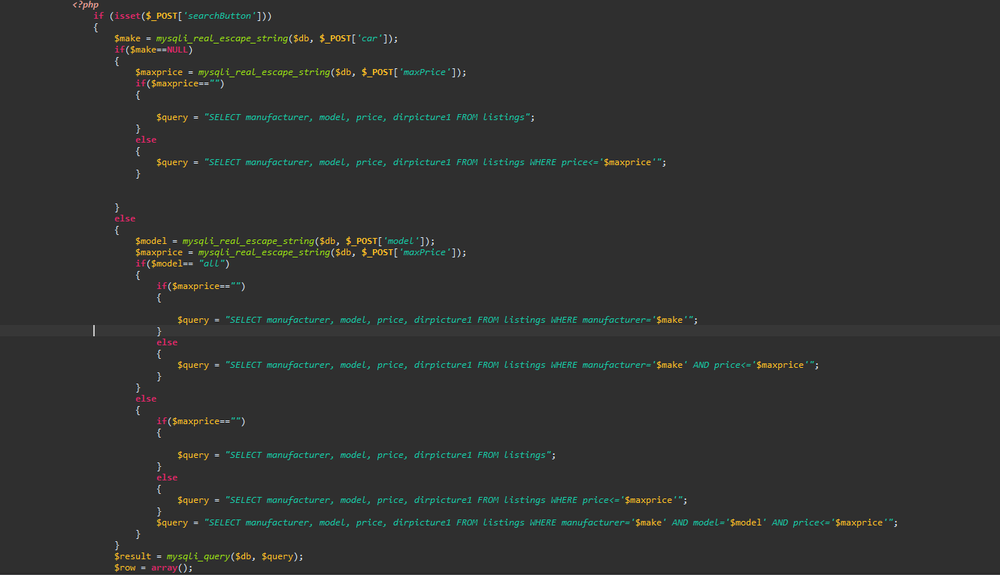 <?php
if (isset($_POST['searchButton']))
{
$make = mysqli_real_escape_string($db, $_POST['car']);
if($make==NULL)
{
$maxprice = mysqli_real_escape_string($db, $_POST['maxPrice']);
if($maxprice=="")
{
$query = "SELECT manufacturer, model, price, dirpicture1 FROM listings";
}
else
{
$query = "SELECT manufacturer, model, price, dirpicture1 FROM listings WHERE price<='$maxprice'";
}
}
else
{
$model = mysqli_real_escape_string($db, $_POST['model']);
$maxprice = mysqli_real_escape_string($db, $_POST['maxPrice']);
if($model== "all")
{
if($maxprice=="")
{
$query = "SELECT manufacturer, model, price, dirpicture1 FROM listings WHERE manufacturer='$make'";
}
else
{
$query = "SELECT manufacturer, model, price, dirpicture1 FROM listings WHERE manufacturer='$make' AND price<='$maxprice'";
}
}
else
{
if($maxprice=="")
{
$query = "SELECT manufacturer, model, price, dirpicture1 FROM listings";
}
else
{
$query = "SELECT manufacturer, model, price, dirpicture1 FROM listings WHERE price<='$maxprice'";
}
$query = "SELECT manufacturer, model, price, dirpicture1 FROM listings WHERE manufacturer='$make' AND model='$model' AND price<='$maxprice'";
}
}
$result = mysqli_query($db, $query);
$row = array();